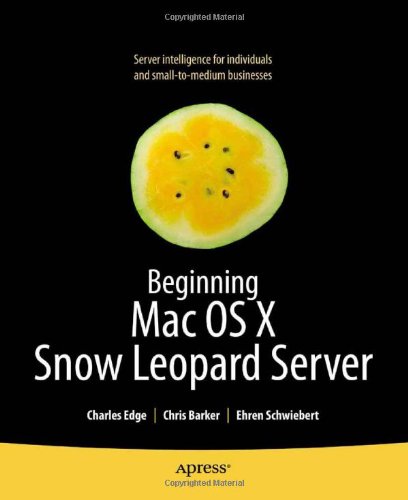 Copyrighted Material
Server intelligence for individuals
and small-to-medium businesses
Beginning
Mac OS X
Snow Leopard Server
Charles Edge | Chris Barker | Ehren Schwiebert
Apress®
Copyrighted Material